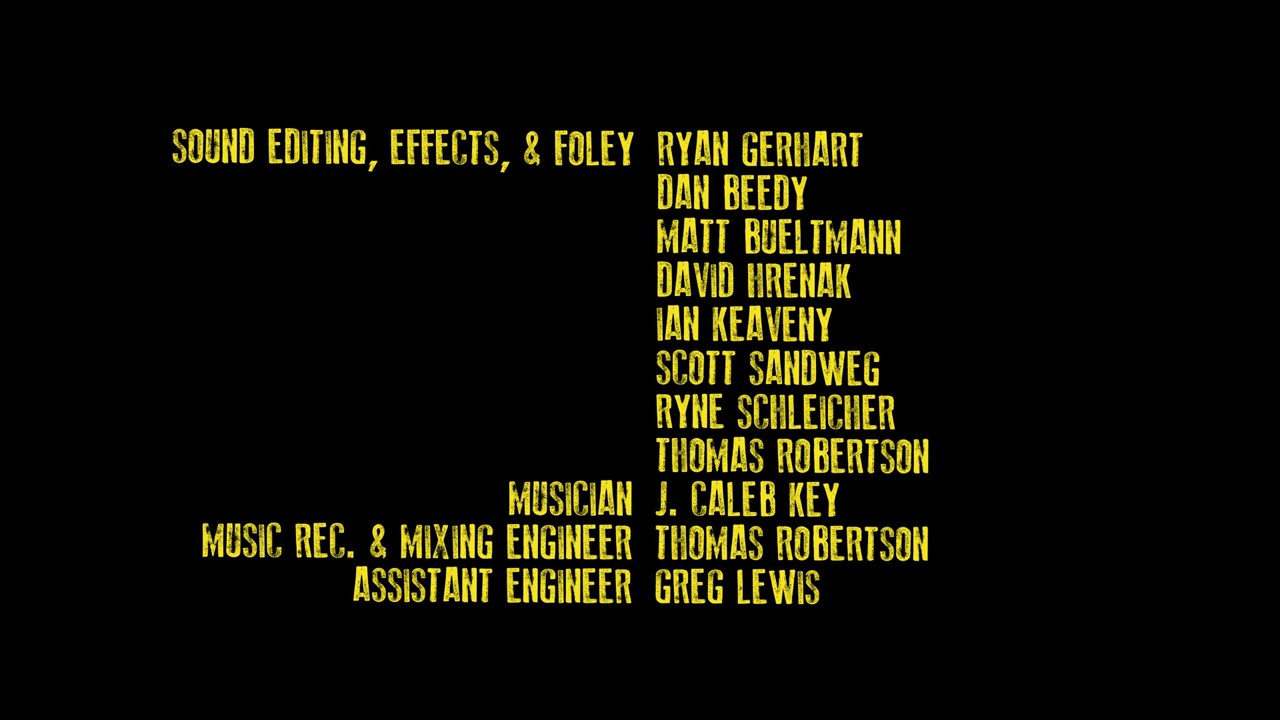 SOUND EDITING, EFFECTS, & FOLEY RYAN GERHART
DAN BEEDY
MATT BUELTMANN
DAVID HRENAK
IAN KEAVENY
SCOTT SANDWEG
RYNE SCHLEICHER
THOMAS ROBERTSON
MUSICIAN J. CALEB KEY
MUSIC REC. & MIXING ENGINEER THOMAS ROBERTSON
ASSISTANT ENGINEER GREG LEWIS